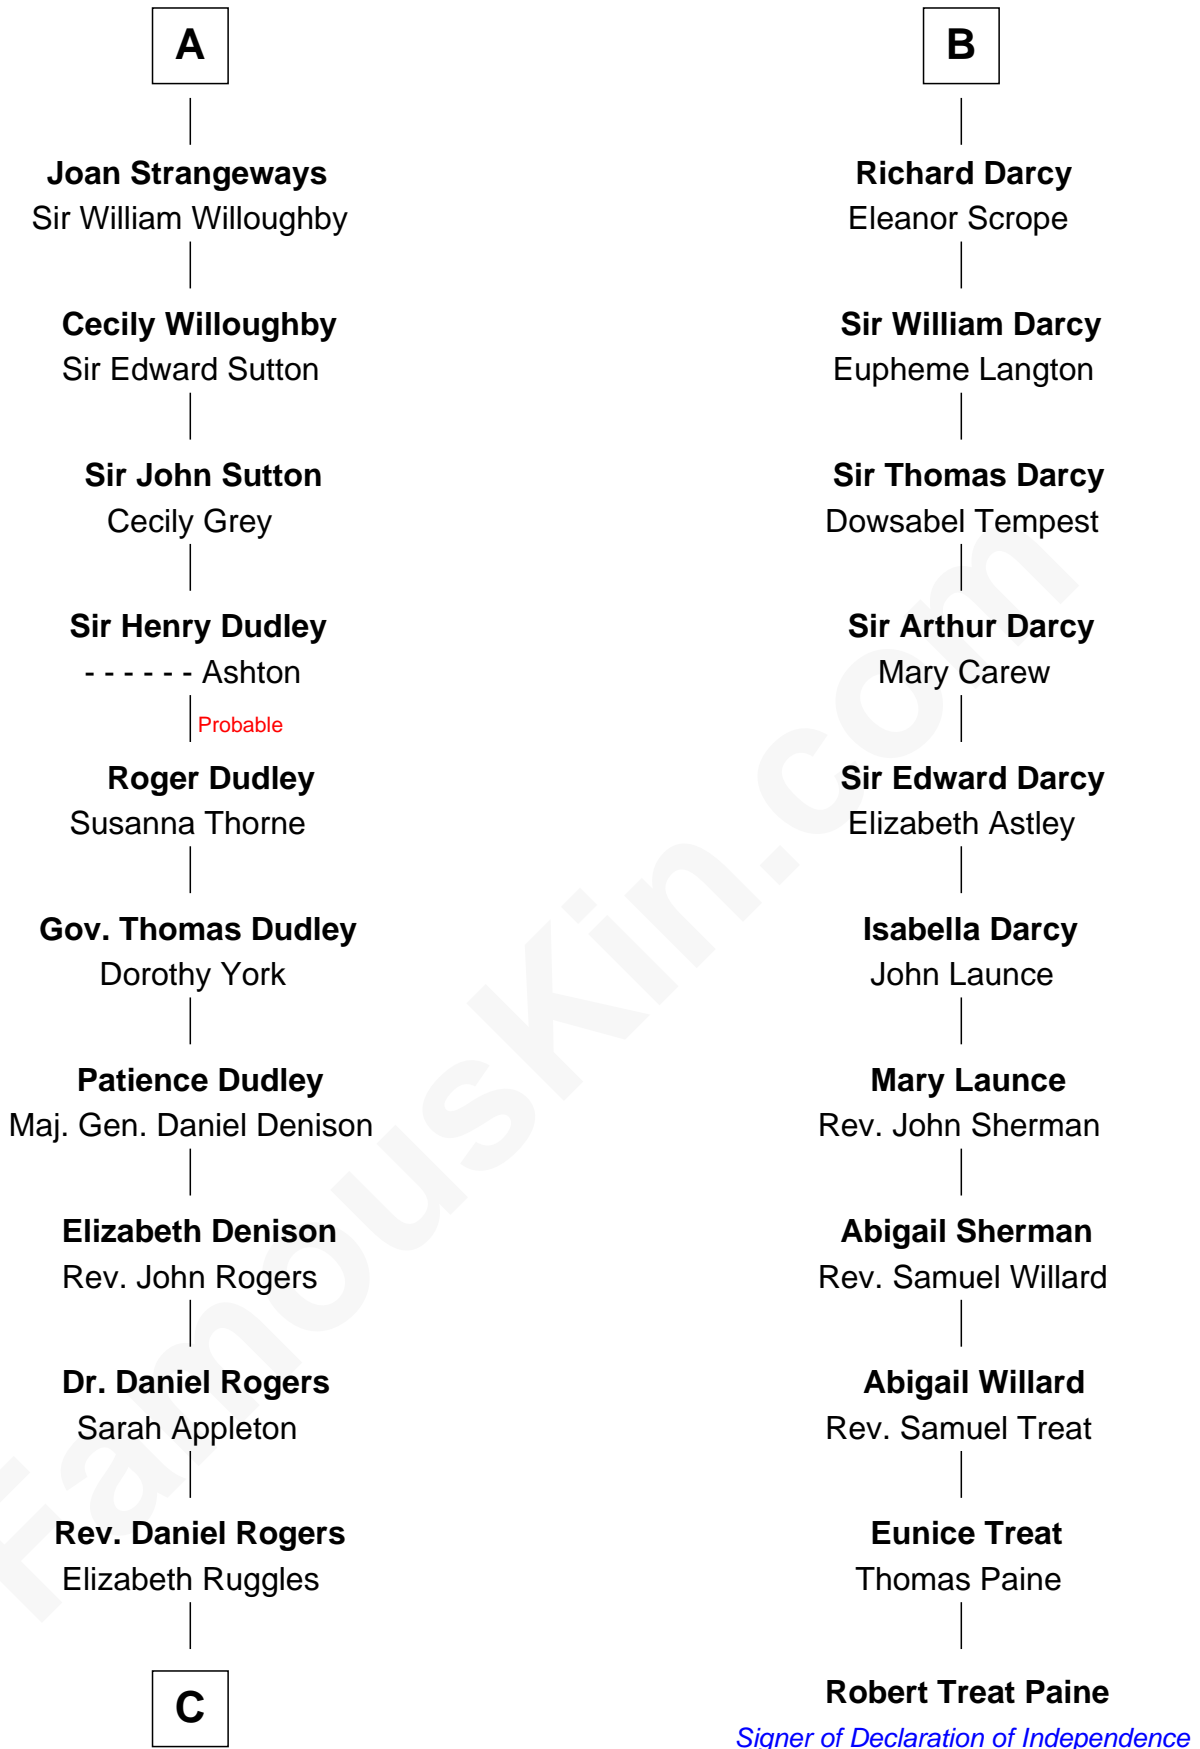 A
Joan Strangeways
Sir William Willoughby
Cecily Willoughby
Sir Edward Sutton
Sir John Sutton
Cecily Grey
Sir Henry Dudley
- - - - - - Ashton
Probable
Roger Dudley
Susanna Thorne
Gov. Thomas Dudley
Dorothy York
Patience Dudley
Maj. Gen. Daniel Denison
Elizabeth Denison
Rev. John Rogers
Dr. Daniel Rogers
Sarah Appleton
Rev. Daniel Rogers
Elizabeth Ruggles
C
B
Richard Darcy
Eleanor Scrope
Sir William Darcy
Eupheme Langton
Sir Thomas Darcy
Dowsabel Tempest
Sir Arthur Darcy
Mary Carew
Sir Edward Darcy
Elizabeth Astley
Isabella Darcy
John Launce
Mary Launce
Rev. John Sherman
Abigail Sherman
Rev. Samuel Willard
Abigail Willard
Rev. Samuel Treat
Eunice Treat
Thomas Paine
Robert Treat Paine
Signer of Declaration of Independence
FamousKin.com